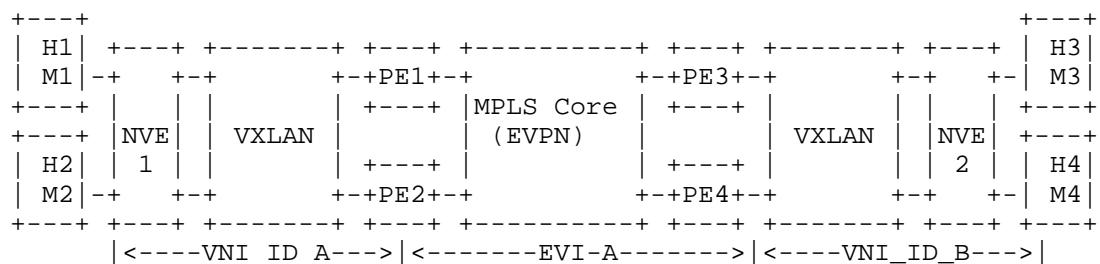 +---+                                                                +---+
| H1| +---+ +-------+ +---+ +----------+ +---+ +-------+ +---+ | H3|
| M1|-+   +-+       +-+PE1+-+          +-+PE3+-+       +-+   +-| M3|
+---+ |   | |       | +---+ |MPLS Core | +---+ |       | |   | +---+
+---+ |NVE| | VXLAN |       |  (EVPN)  |       | VXLAN | |NVE| +---+
| H2| | 1 | |       | +---+ |          | +---+ |       | | 2 | | H4|
| M2|-+   +-+       +-+PE2+-+          +-+PE4+-+       +-+   +-| M4|
+---+ +---+ +-------+ +---+ +----------+ +---+ +-------+ +---+ +---+
|<----VNI ID A--->|<-------EVI-A------->|<----VNI_ID_B--->|